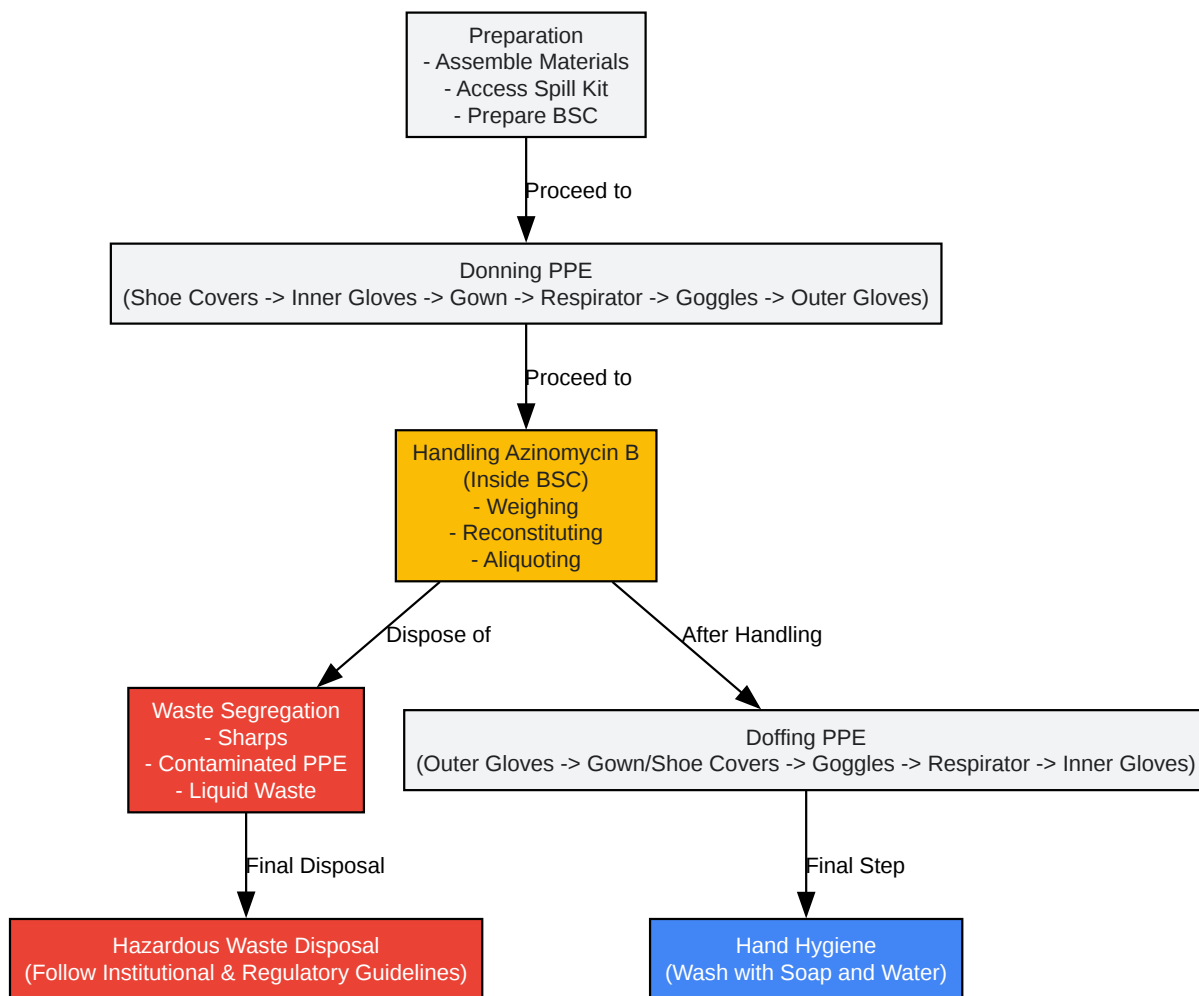 Preparation
- Assemble Materials
- Access Spill Kit
- Prepare BSC
Proceed to
Donning PPE
(Shoe Covers -> Inner Gloves -> Gown -> Respirator -> Goggles -> Outer Gloves)
Proceed to
Handling Azinomycin B
(Inside BSC)
- Weighing
- Reconstituting
- Aliquoting
Dispose of
After Handling
Waste Segregation
- Sharps
- Contaminated PPE
- Liquid Waste
Doffing PPE
(Outer Gloves -> Gown/Shoe Covers -> Goggles -> Respirator -> Inner Gloves)
Final Disposal
Final Step
Hazardous Waste Disposal
(Follow Institutional & Regulatory Guidelines)
Hand Hygiene
(Wash with Soap and Water)